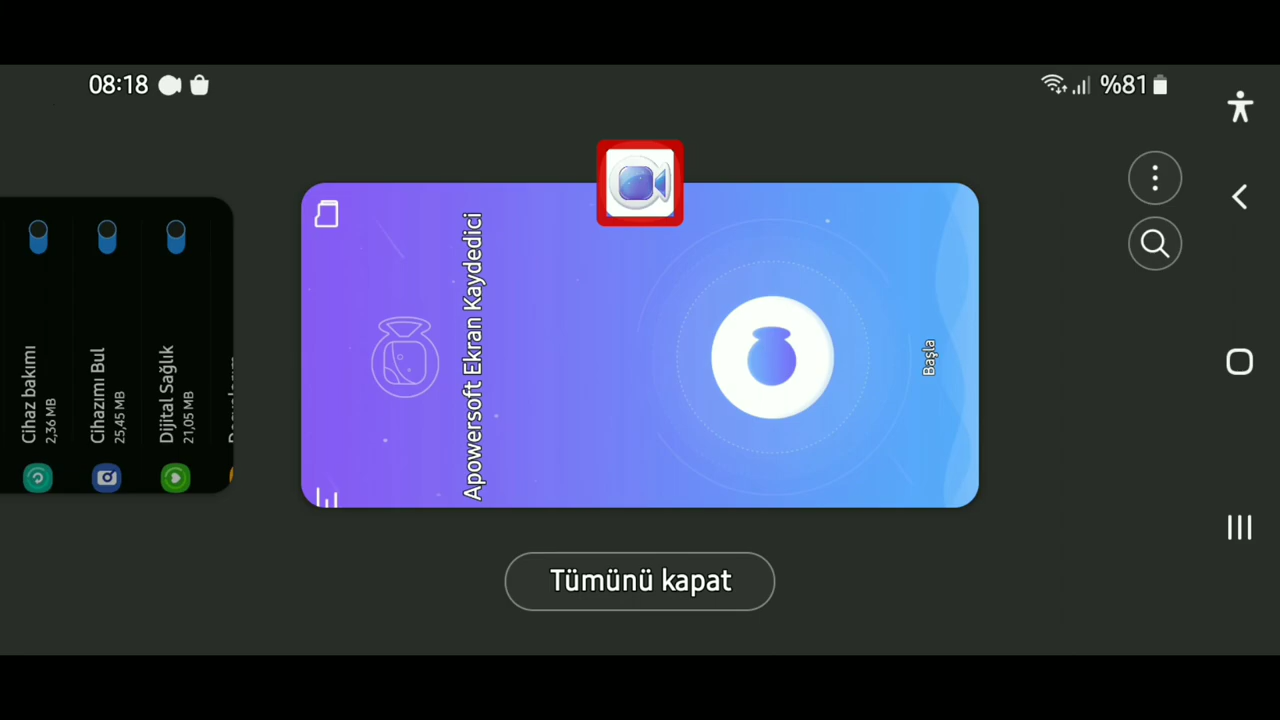 08:18
%81
Cihaz bakımı
2,36 MB
Cihazımı Bul
25,45 MB
Dijital Sağlık
21,05 MB
Apowersoft Ekran Kaydedici
Başla
Tümünü kapat